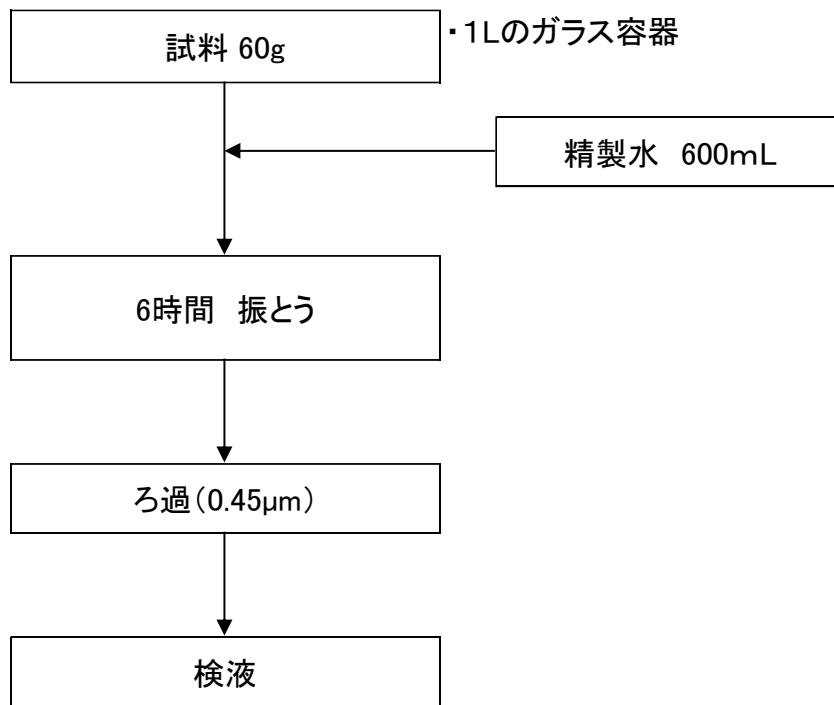 試料 60g
・1Lのガラス容器
精製水　600mL
6時間　振とう
ろ過（0.45μm）
検液